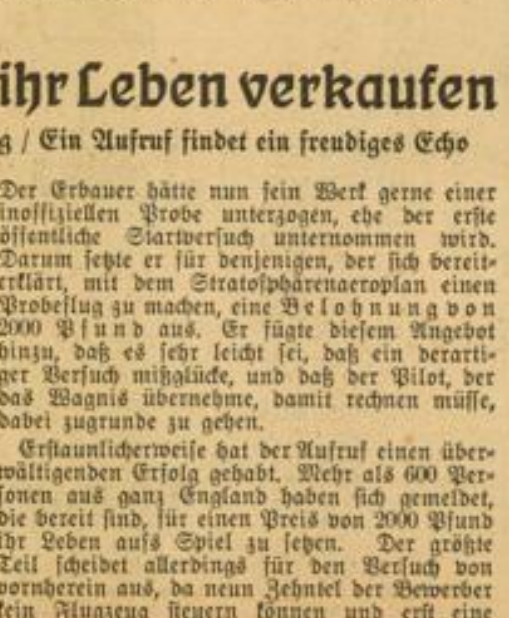 ihr Leben verkaufen
g / Ein Aufruf findet ein freudiges Echo
Der Erbauer hätte nun sein Werk gerne einer
inoffiziellen Probe unterzogen, ehe der erste
öffentliche Startversuch unternommen wird.
Darum setzte er für denjenigen, der sich bereit-
erklärt, mit dem Stratosphärenaeroplan einen
Probeflug zu machen, eine Belohnung von
2000 Pfund aus. Er fügte diesem Angebot
hinzu, daß es sehr leicht sei, daß ein derarti-
ger Versuch mißglücke, und daß der Pilot, der
das Wagnis übernehme, damit rechnen müsse,
dabei zugrunde zu gehen.
Erstaunlicherweise hat der Aufruf einen über-
wältigenden Erfolg gehabt. Mehr als 600 Per-
sonen aus ganz England haben sich gemeldet,
die bereit sind, für einen Preis von 2000 Pfund
ihr Leben aufs Spiel zu setzen. Der größte
Teil scheidet allerdings für den Versuch von
vornherein aus, da neun Zehntel der Bewerber
kein Flugzeug steuern können und erst eine